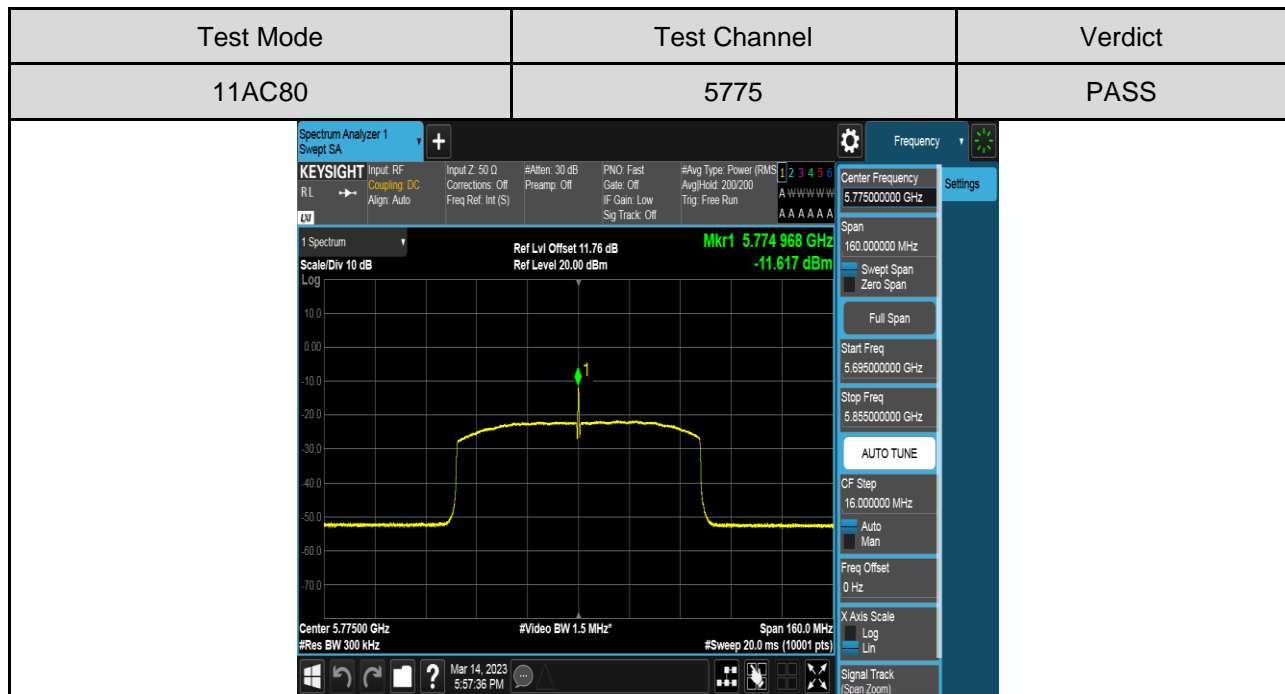 Test Mode Test Channel Verdict
11AC80 5775 PASS
Spectrum Analyzer 1
Swept SA
+
Frequency
KEYSIGHT
R L
LXI
Input: RF
Coupling: DC
Align: Auto
Input Z: 50 Ω
Corrections: Off
Freq Ref: Int (S)
#Atten: 30 dB
Preamp: Off
PNO: Fast
Gate: Off
IF Gain: Low
Sig Track: Off
#Avg Type: Power (RMS
Avg|Hold: 200/200
Trig: Free Run
1 2 3 4 5 6
A W W W W W
A A A A A A
1 Spectrum
Scale/Div 10 dB
Log
Ref Lvl Offset 11.76 dB
Ref Level 20.00 dBm
Mkr1 5.774 968 GHz
-11.617 dBm
10.0
0.00
-10.0
-20.0
-30.0
-40.0
-50.0
-60.0
-70.0
1
Center 5.77500 GHz
#Res BW 300 kHz
#Video BW 1.5 MHz*
Span 160.0 MHz
#Sweep 20.0 ms (10001 pts)
?
Mar 14, 2023
5:57:36 PM
Center Frequency
5.775000000 GHz
Settings
Span
160.000000 MHz
Swept Span
Zero Span
Full Span
Start Freq
5.695000000 GHz
Stop Freq
5.855000000 GHz
AUTO TUNE
CF Step
16.000000 MHz
Auto
Man
Freq Offset
0 Hz
X Axis Scale
Log
Lin
Signal Track
(Span Zoom)